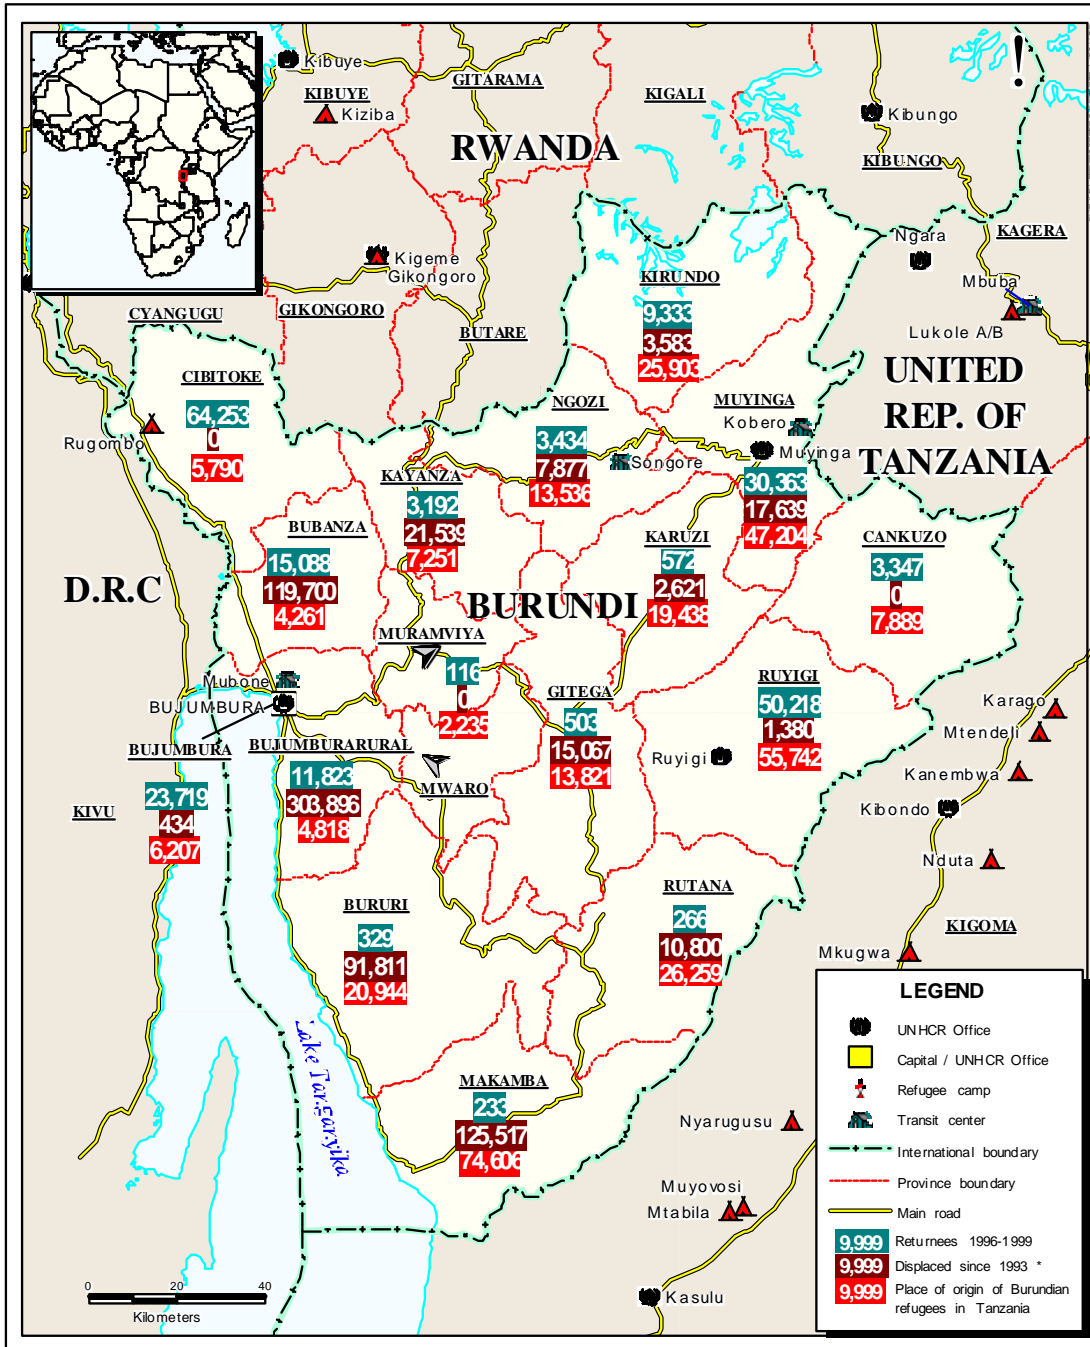 Kibuye
GITARAMA
KIBUYE
Kiziba
KIGALI
!
Kibungo
KIBUNGO
RWANDA
Ngara
KAGERA
Kigeme
Gikongoro
KIRUNDO
Mbuba
CYANGUGU
GIKONGORO
BUTARE
9,333
3,583
25,903
Lukole A/B
UNITED
REP. OF
TANZANIA
CIBITOKE
64,253
0
5,790
Rugombo
NGOZI
3,434
7,877
13,536
Songore
MUYINGA
Kobero
Muyinga
30,363
17,639
47,204
KAYANZA
3,192
21,539
7,251
BUBANZA
15,088
119,700
4,261
KARUZI
572
2,621
19,438
CANKUZO
3,347
0
7,889
D.R.C
BURUNDI
MURAMVIYA
116
0
2,235
Mubone
BUJUMBURA
GITEGA
503
15,067
13,821
RUYIGI
50,218
1,380
55,742
Ruyigi
Karago
Mtendeli
Kanembwa
Kibondo
Nduta
BUJUMBURA
23,719
434
6,207
BUJUMBURARURAL
11,823
303,896
4,818
MWARO
KIVU
BURURI
329
91,811
20,944
RUTANA
266
10,800
26,259
KIGOMA
Mkugwa
Lake Tanganyika
MAKAMBA
233
125,517
74,606
Nyarugusu
Muyovosi
Mtabila
Kasulu
0 20 40
Kilometers
LEGEND
UNHCR Office
Capital / UNHCR Office
Refugee camp
Transit center
International boundary
Province boundary
Main road
9,999 Returnees 1996-1999
9,999 Displaced since 1993 *
9,999 Place of origin of Burundian
refugees in Tanzania